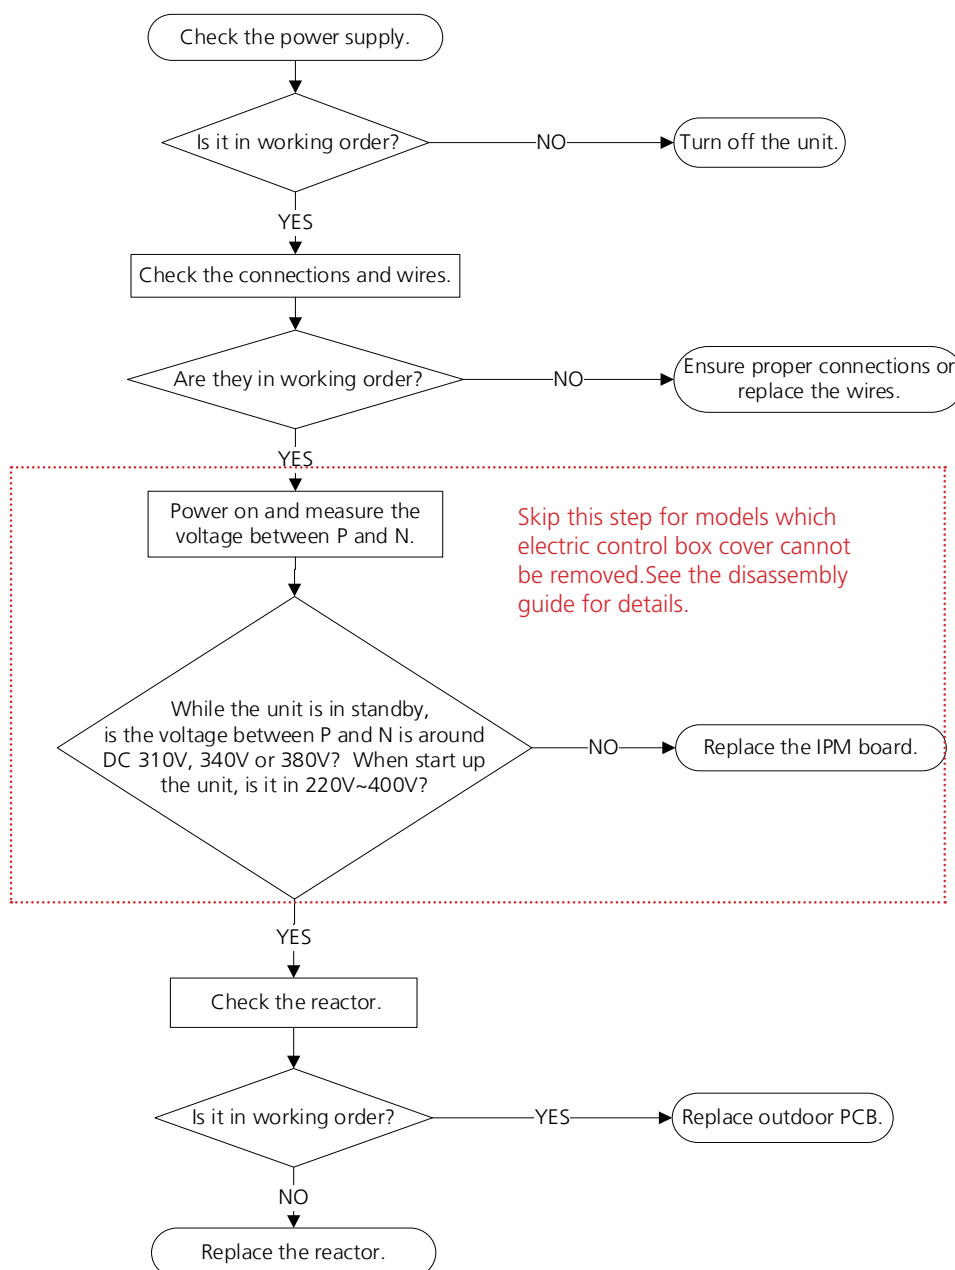 Check the power supply.
Is it in working order?
NO
Turn off the unit.
YES
Check the connections and wires.
Are they in working order?
NO
Ensure proper connections or
replace the wires.
YES
Power on and measure the
voltage between P and N.
Skip this step for models which
electric control box cover cannot
be removed.See the disassembly
guide for details.
While the unit is in standby,
is the voltage between P and N is around
DC 310V, 340V or 380V?  When start up
the unit, is it in 220V~400V?
NO
Replace the IPM board.
YES
Check the reactor.
Is it in working order?
YES
Replace outdoor PCB.
NO
Replace the reactor.